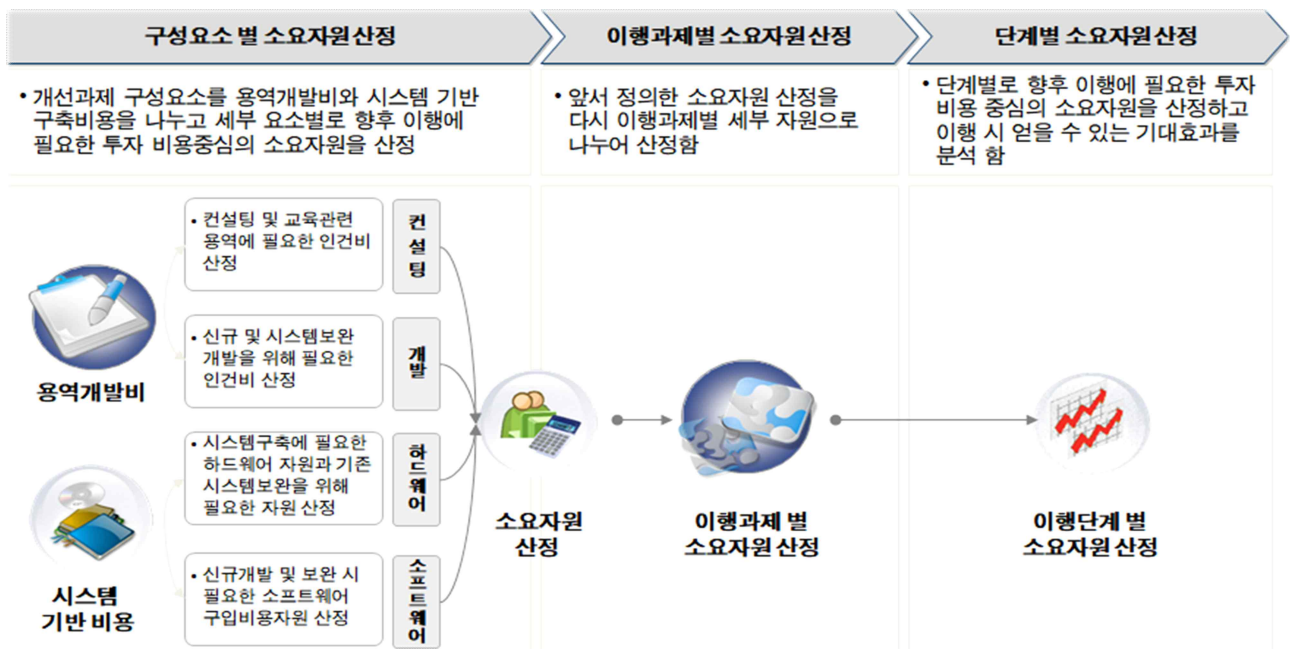 구성요소 별 소요자원산정
이행과제별 소요자원산정
단계별 소요자원산정
• 개선과제 구성요소를 용역개발비와 시스템 기반
구축비용을 나누고 세부 요소별로 향후 이행에
필요한 투자 비용중심의 소요자원을 산정
• 앞서 정의한 소요자원 산정을
다시 이행과제별 세부 자원으로
나누어 산정함
• 단계별로 향후 이행에 필요한 투자
비용 중심의 소요자원을 산정하고
이행 시 얻을 수 있는 기대효과를
분석 함
용역개발비
• 컨설팅 및 교육관련
용역에 필요한 인건비
산정
컨
설
팅
• 신규 및 시스템보완
개발을 위해 필요한
인건비 산정
개
발
시스템
기반 비용
• 시스템구축에 필요한
하드웨어 자원과 기존
시스템보완을 위해
필요한 자원 산정
하
드
웨
어
• 신규개발 및 보완 시
필요한 소프트웨어
구입비용자원 산정
소
프
트
웨
어
소요자원
산정
이행과제 별
소요자원 산정
이행단계 별
소요자원 산정